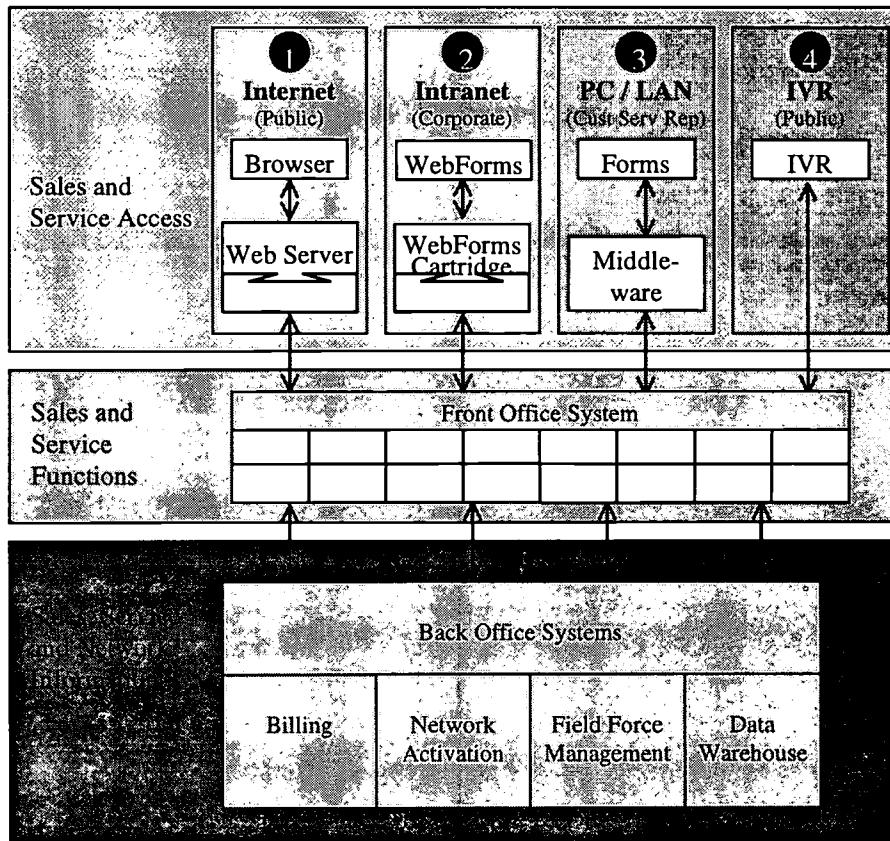 1
Internet
(Public)
Browser
Web Server
2
Intranet
(Corporate)
WebForms
WebForms
Cartridge
3
PC / LAN
(Cust Serv Rep)
Forms
Middle-
ware
4
IVR
(Public)
IVR
Sales and
Service Access
Sales and
Service
Functions
Front Office System
and Network
Back Office Systems
Billing
Network
Activation
Field Force
Management
Data
Warehouse